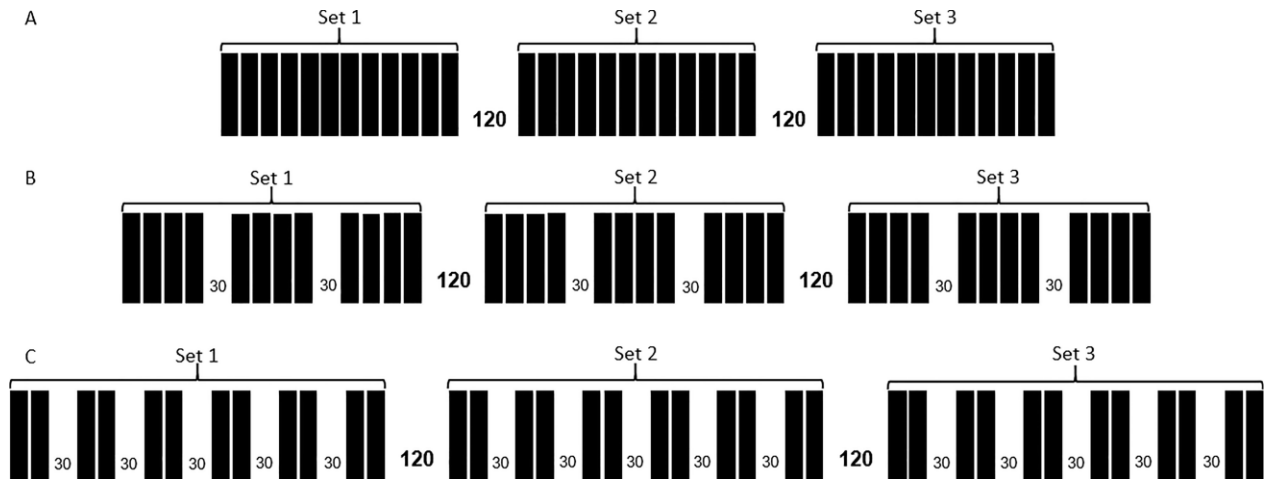 A Set 1 Set 2 Set 3
120 120
B Set 1 Set 2 Set 3
30 30 120 30 30 120 30 30
C Set 1 Set 2 Set 3
30 30 30 30 30 120 30 30 30 30 30 120 30 30 30 30 30